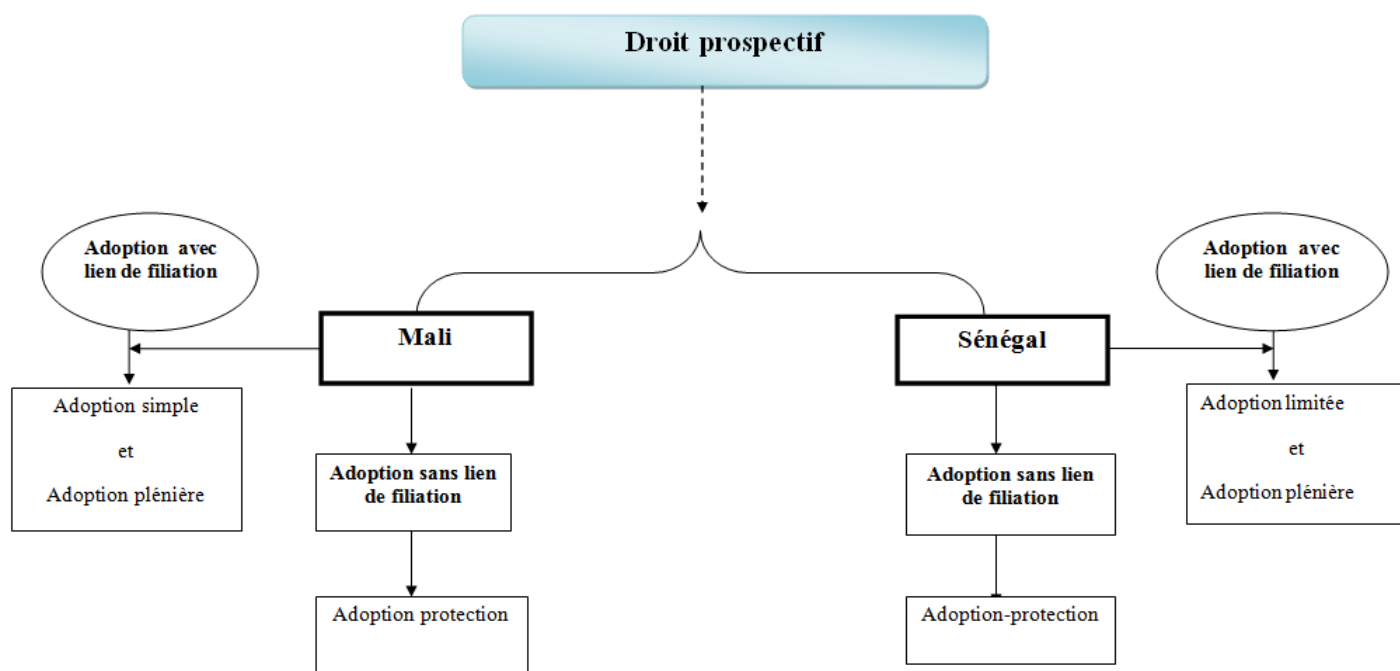 Droit prospectif
Adoption avec
lien de filiation
Adoption avec
lien de filiation
Mali
Sénégal
Adoption simple
et
Adoption plénière
Adoption limitée
et
Adoption plénière
Adoption sans lien
de filiation
Adoption sans lien
de filiation
Adoption protection
Adoption-protection